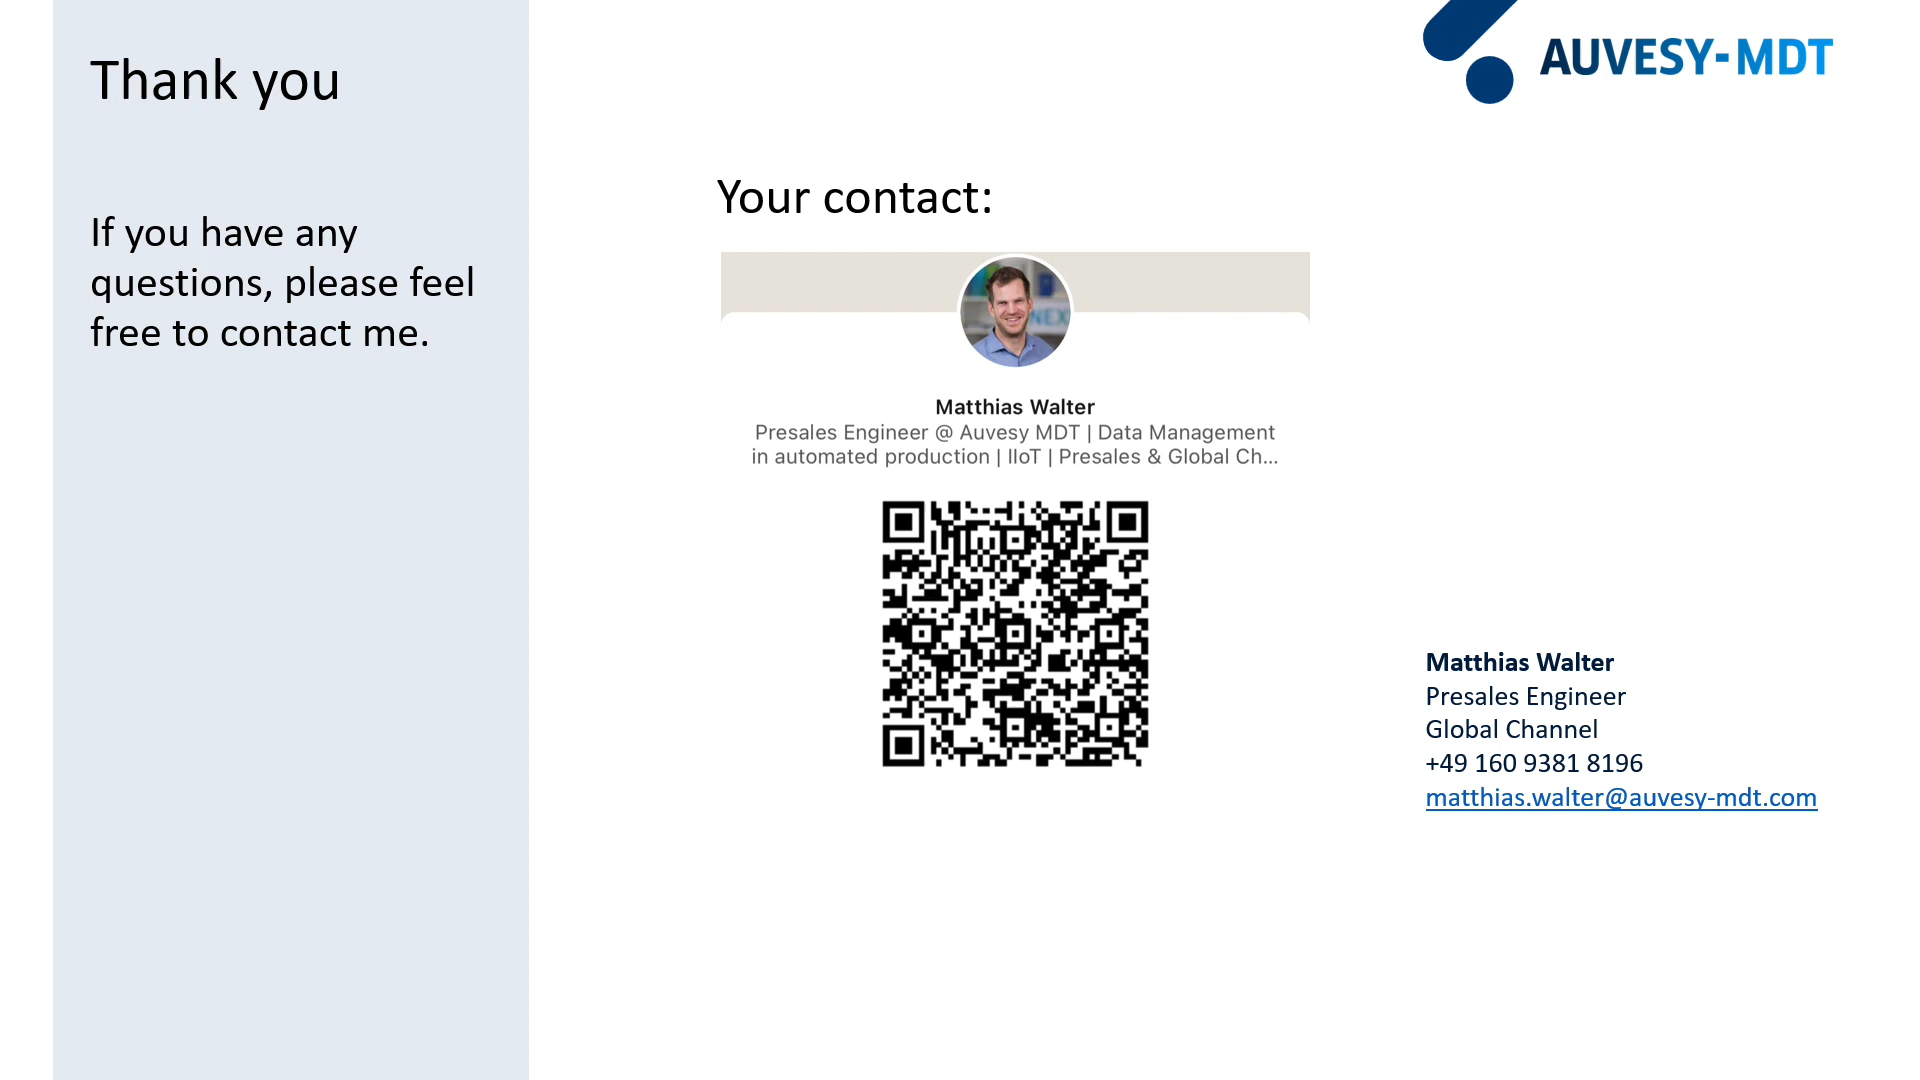 Thank you
If you have any
questions, please feel
free to contact me.
AUVESY-MDT
Your contact:
Matthias Walter
Presales Engineer @ Auvesy MDT | Data Management
in automated production | IIoT | Presales & Global Ch...
Matthias Walter
Presales Engineer
Global Channel
+49 160 9381 8196
matthias.walter@auvesy-mdt.com